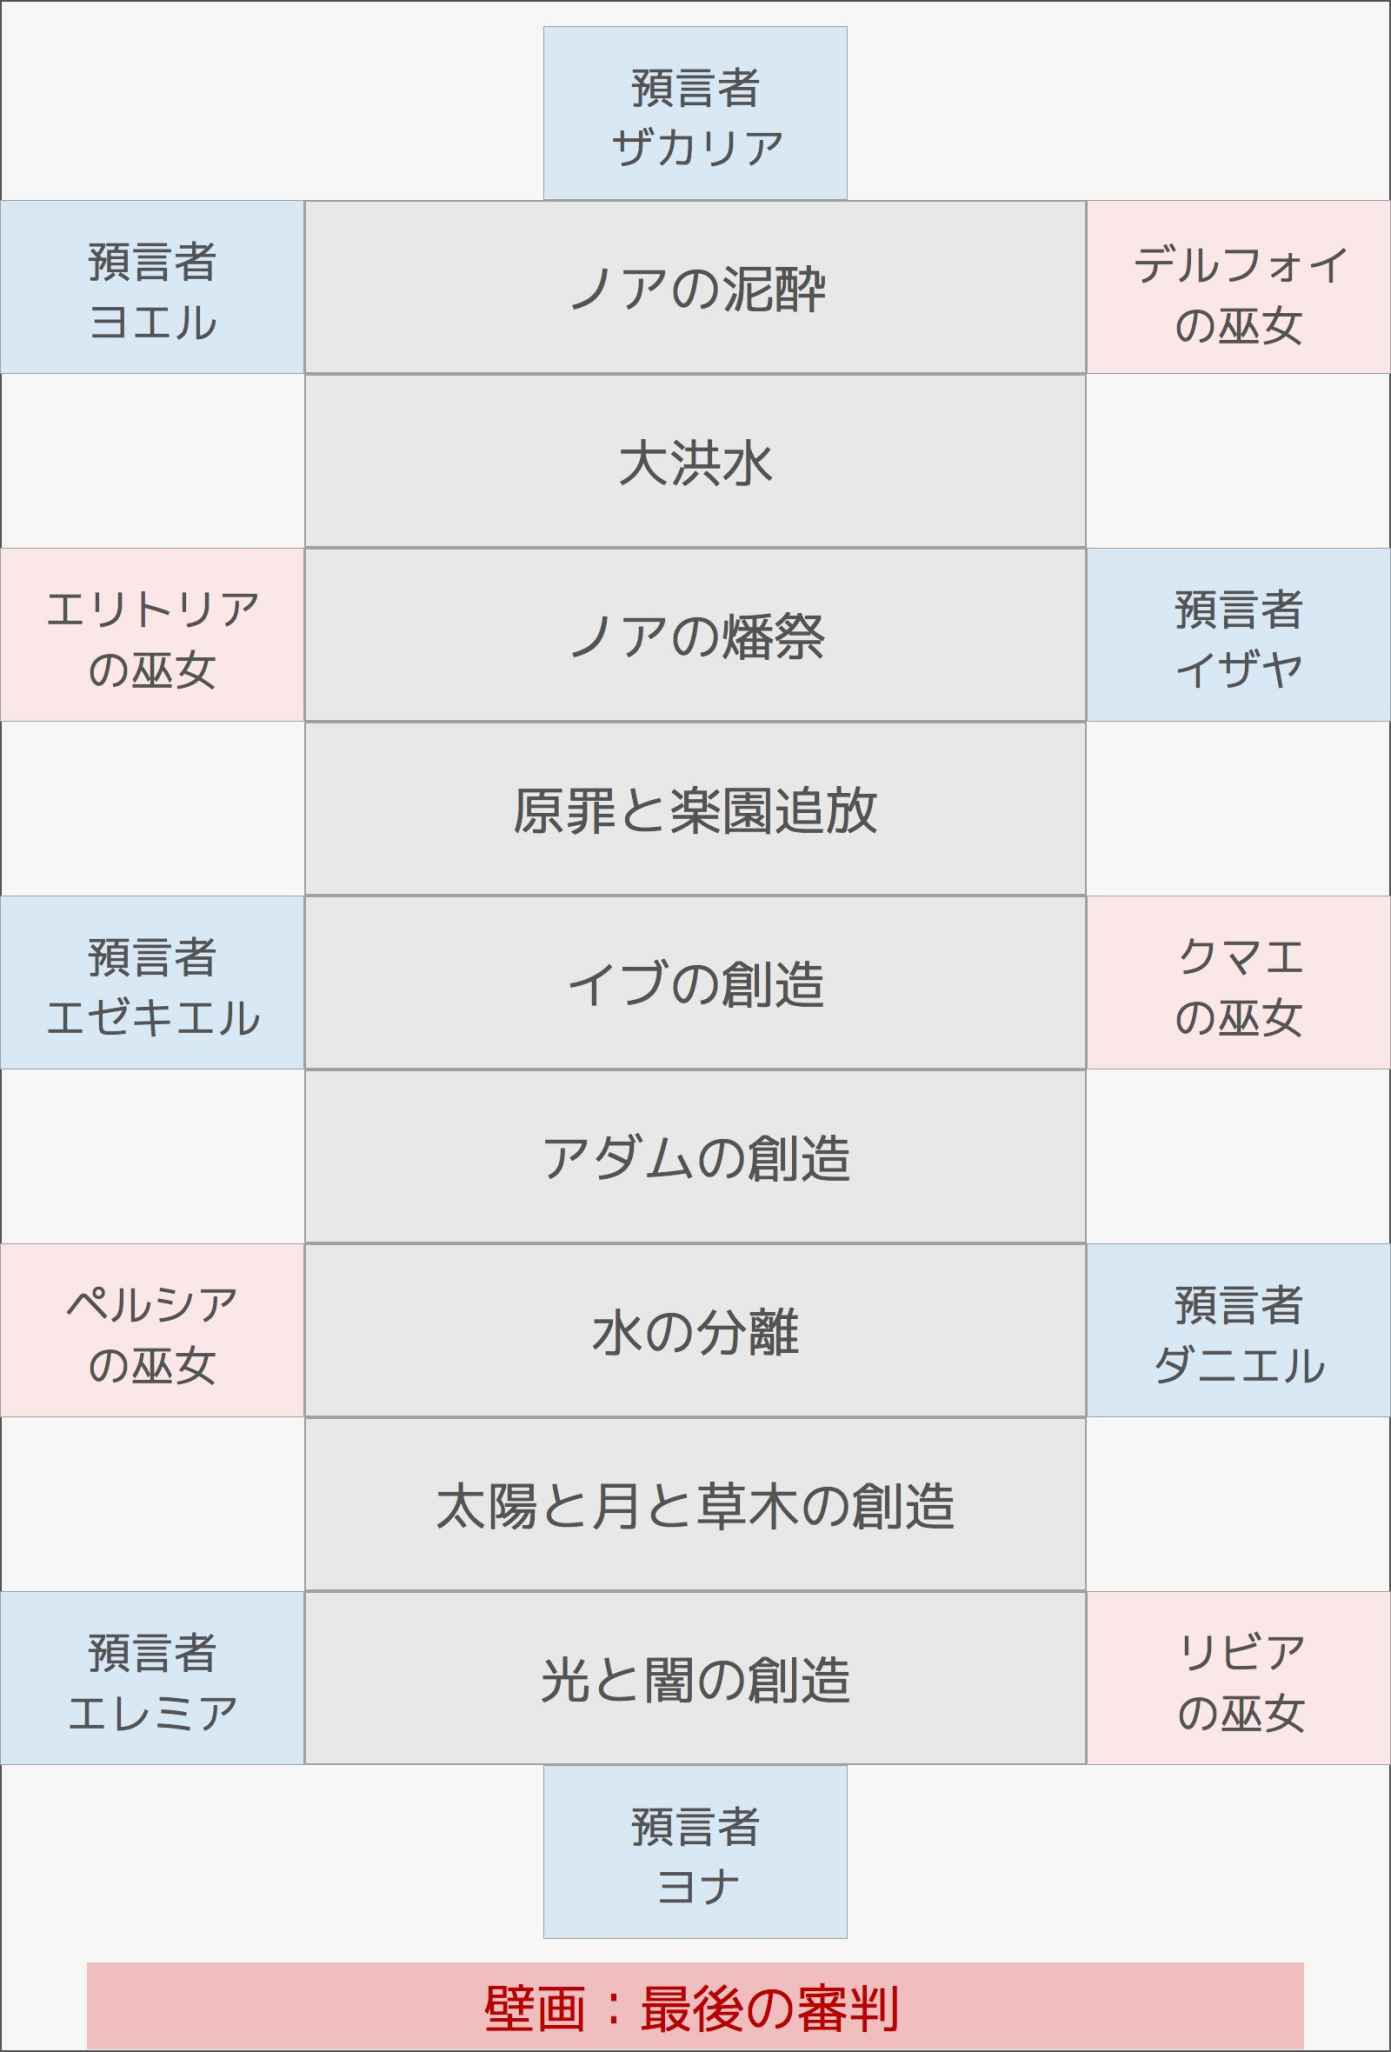 預言者
ザカリア
預言者
ヨエル
ノアの泥酔
デルフォイ
の巫女
大洪水
エリトリア
の巫女
ノアの燔祭
預言者
イザヤ
原罪と楽園追放
預言者
エゼキエル
イブの創造
クマエ
の巫女
アダムの創造
ペルシア
の巫女
水の分離
預言者
ダニエル
太陽と月と草木の創造
預言者
エレミア
光と闇の創造
リビア
の巫女
預言者
ヨナ
壁画：最後の審判